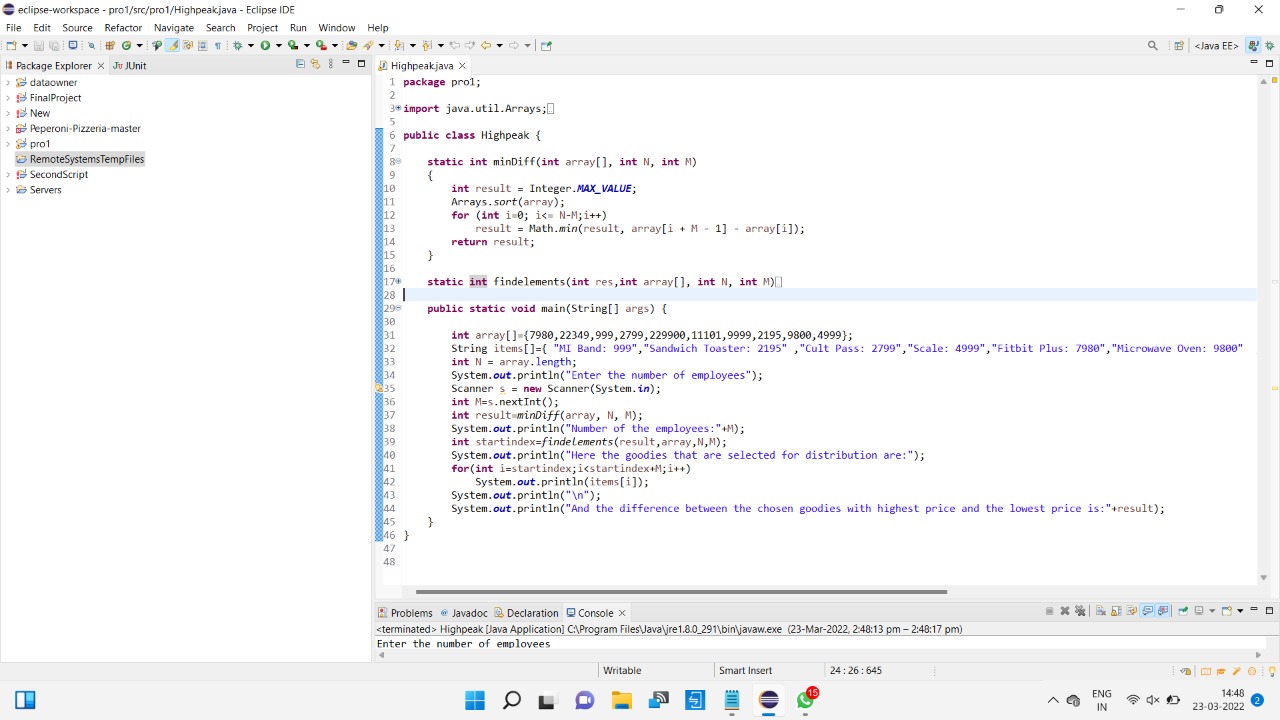 eclipse-workspace - pro1/src/pro1/Highpeak.java - Eclipse IDE
File Edit Source Refactor Navigate Search Project Run Window Help
<Java EE>
Package Explorer JUnit
dataowner
FinalProject
New
Peperoni-Pizzeria-master
pro1
RemoteSystemsTempFiles
SecondScript
Servers
Highpeak.java
1 package pro1;
2
3 import java.util.Arrays;
5
6 public class Highpeak {
7
8 static int minDiff(int array[], int N, int M)
9 {
10 int result = Integer.MAX_VALUE;
11 Arrays.sort(array);
12 for (int i=0; i<= N-M;i++)
13 result = Math.min(result, array[i + M - 1] - array[i]);
14 return result;
15 }
16
17 static int findelements(int res,int array[], int N, int M)
28
29 public static void main(String[] args) {
30
31 int array[]={7980,22349,999,2799,229900,11101,9999,2195,9800,4999};
32 String items[]={ "MI Band: 999","Sandwich Toaster: 2195" ,"Cult Pass: 2799","Scale: 4999","Fitbit Plus: 7980","Microwave Oven: 9800"
33 int N = array.length;
34 System.out.println("Enter the number of employees");
35 Scanner s = new Scanner(System.in);
36 int M=s.nextInt();
37 int result=minDiff(array, N, M);
38 System.out.println("Number of the employees:"+M);
39 int startindex=findelements(result,array,N,M);
40 System.out.println("Here the goodies that are selected for distribution are:");
41 for(int i=startindex;i<startindex+M;i++)
42 System.out.println(items[i]);
43 System.out.println("\n");
44 System.out.println("And the difference between the chosen goodies with highest price and the lowest price is:"+result);
45 }
46 }
47
48
Problems Javadoc Declaration Console
<terminated> Highpeak [Java Application] C:\Program Files\Java\jre1.8.0_291\bin\javaw.exe (23-Mar-2022, 2:48:13 pm – 2:48:17 pm)
Enter the number of employees
Writable Smart Insert 24 : 26 : 645
15
ENG
IN
14:48
23-03-2022
2